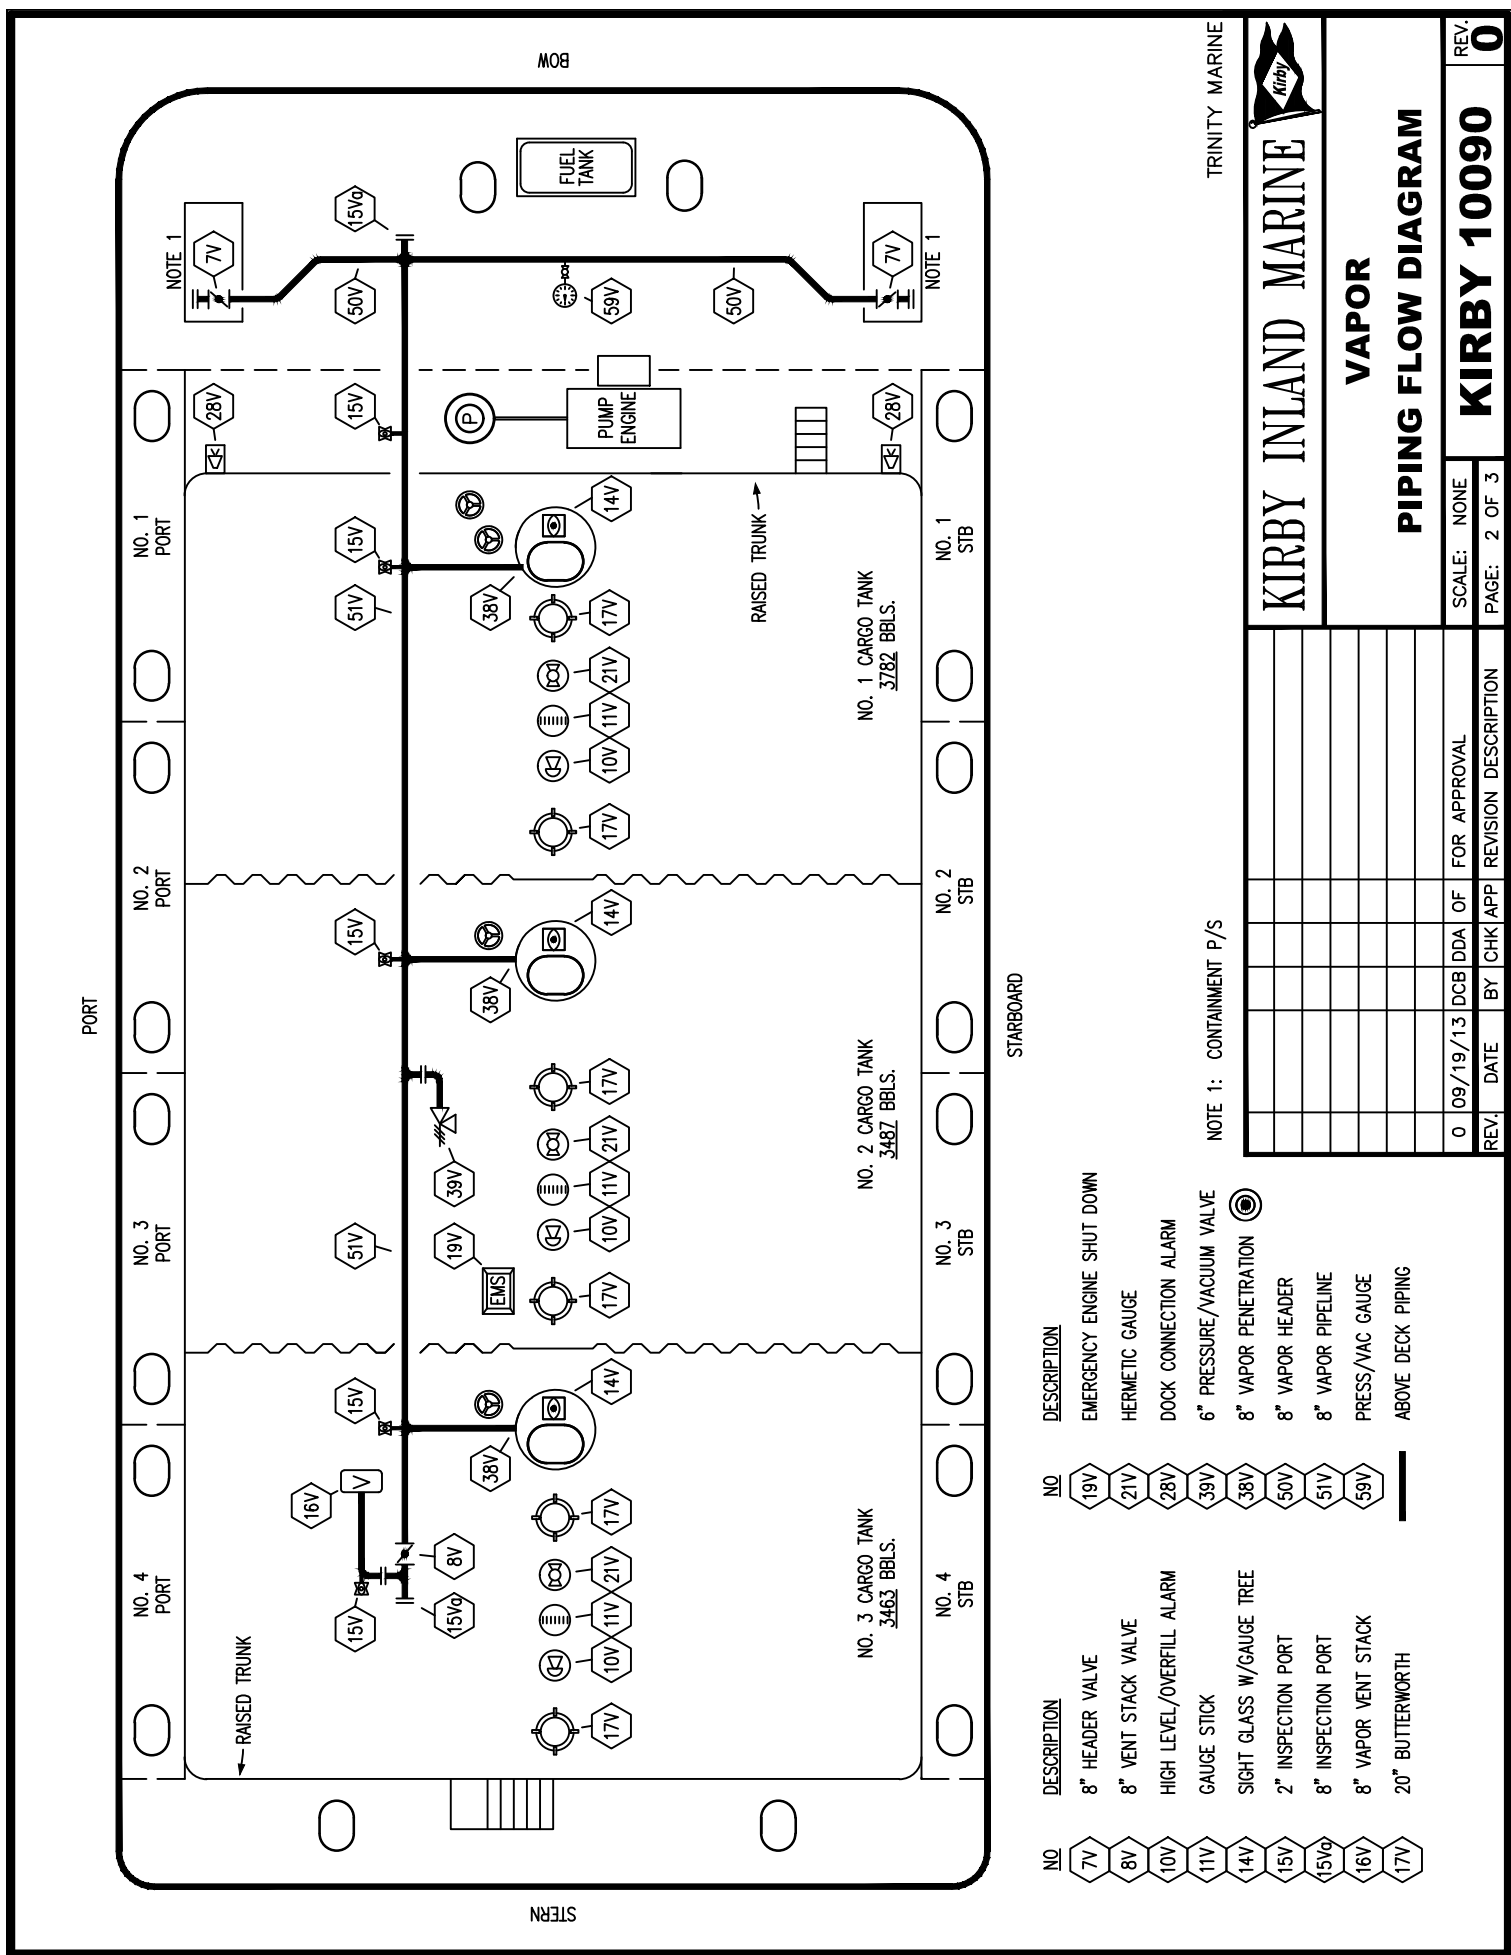 PORT
STERN
BOW
STARBOARD
NO. 4
PORT
NO. 3
PORT
NO. 2
PORT
NO. 1
PORT
NOTE 1
7V
RAISED TRUNK
16V
V
15V
15Va
8V
15V
51V
19V
EMS
39V
15V
51V
15V
15V
50V
15Va
28V
P
PUMP
ENGINE
59V
FUEL
TANK
50V
17V
10V
11V
21V
17V
38V
14V
17V
10V
11V
21V
17V
38V
14V
17V
10V
11V
21V
17V
38V
14V
RAISED TRUNK
28V
7V
NOTE 1
NO. 3 CARGO TANK
3463 BBLS.
NO. 2 CARGO TANK
3487 BBLS.
NO. 1 CARGO TANK
3782 BBLS.
NO. 4
STB
NO. 3
STB
NO. 2
STB
NO. 1
STB
NO DESCRIPTION
7V 8" HEADER VALVE
8V 8" VENT STACK VALVE
10V HIGH LEVEL/OVERFILL ALARM
11V GAUGE STICK
14V SIGHT GLASS W/GAUGE TREE
15V 2" INSPECTION PORT
15Va 8" INSPECTION PORT
16V 8" VAPOR VENT STACK
17V 20" BUTTERWORTH
NO DESCRIPTION
19V EMERGENCY ENGINE SHUT DOWN
21V HERMETIC GAUGE
28V DOCK CONNECTION ALARM
39V 6" PRESSURE/VACUUM VALVE
38V 8" VAPOR PENETRATION
50V 8" VAPOR HEADER
51V 8" VAPOR PIPELINE
59V PRESS/VAC GAUGE
ABOVE DECK PIPING
NOTE 1: CONTAINMENT P/S
TRINITY MARINE
KIRBY INLAND MARINE
Kirby
VAPOR
PIPING FLOW DIAGRAM
0 09/19/13 DCB DDA OF FOR APPROVAL
REV. DATE BY CHK APP REVISION DESCRIPTION
SCALE: NONE
PAGE: 2 OF 3
KIRBY 10090
REV.
0